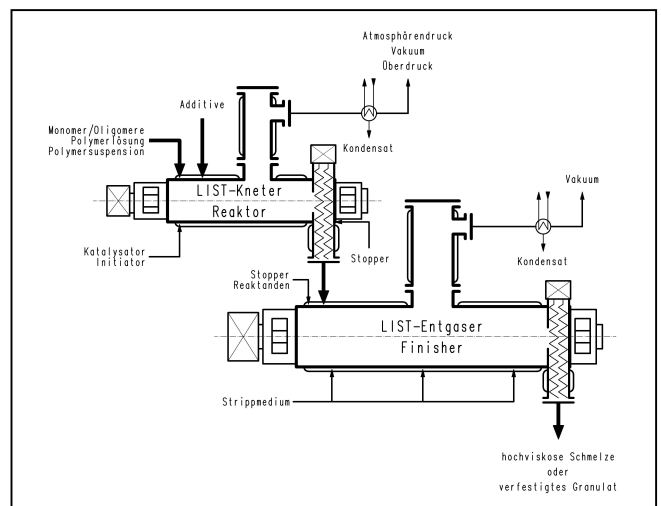 Atmosphärendruck
Vakuum
Überdruck
Additive
Monomer/Oligomere
Polymerlösung
Polymersuspension
Kondensat
LIST-Kneter
Reaktor
Vakuum
Katalysator
Initiator
Stopper
Kondensat
Stopper
Reaktanden
LIST-Entgaser
Finisher
Strippmedium
hochviskose Schmelze
oder
verfestigtes Granulat